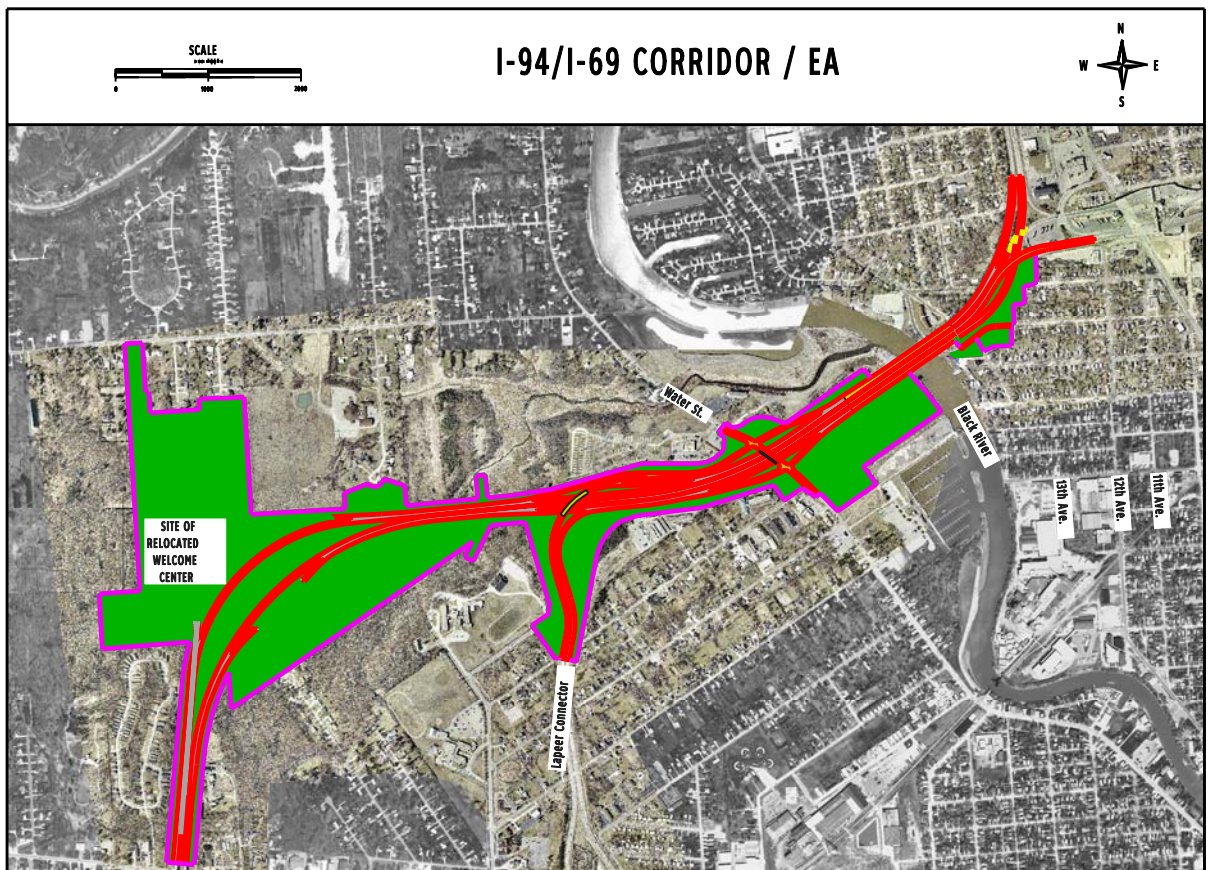 SCALE
I-94/I-69 CORRIDOR / EA
N
W E
S
0 1000 2000
Water St.
Black River
13th Ave.
12th Ave.
11th Ave.
SITE OF
RELOCATED
WELCOME
CENTER
Lapeer Connector